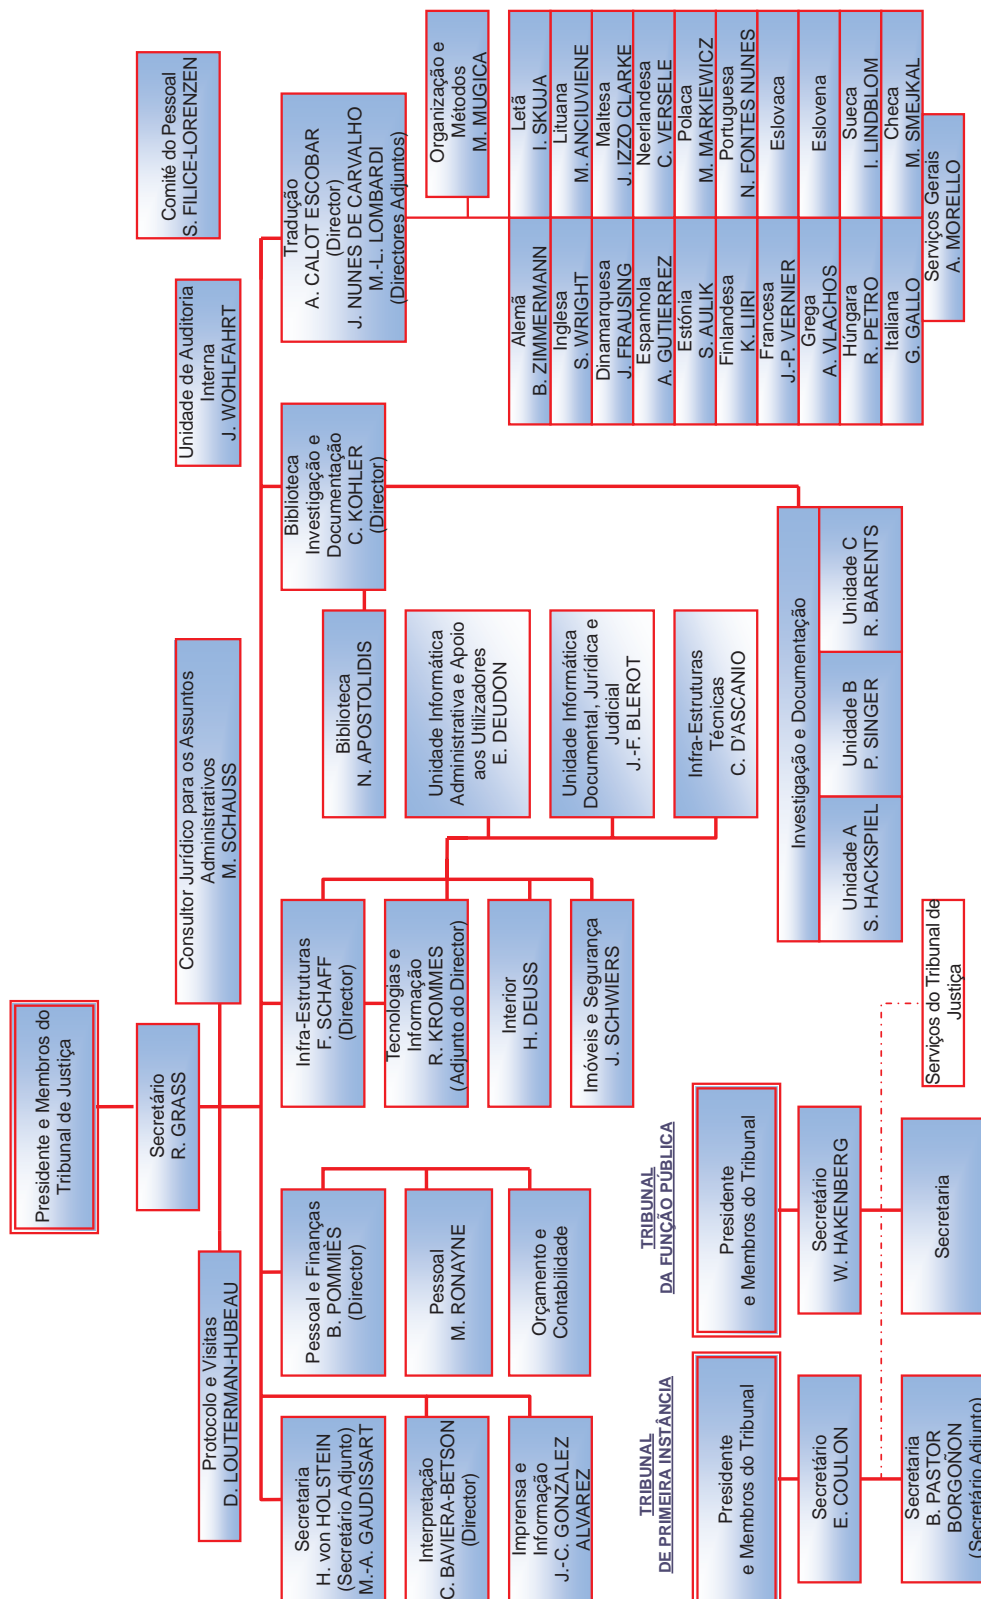 Presidente e Membros do
Tribunal de Justiça
Comité do Pessoal
S. FILICE-LORENZEN
Secretário
R. GRASS
Protocolo e Visitas
D. LOUTERMAN-HUBEAU
Consultor Jurídico para os Assuntos
Administrativos
M. SCHAUSS
Unidade de Auditoria
Interna
J. WOHLFAHRT
Secretaria
H. von HOLSTEIN
(Secretário Adjunto)
M.-A. GAUDISSART
Interpretação
C. BAVIERA-BETSON
(Director)
Imprensa e
Informação
J.-C. GONZALEZ
ALVAREZ
Pessoal e Finanças
B. POMMIÈS
(Director)
Pessoal
M. RONAYNE
Orçamento e
Contabilidade
Infra-Estruturas
F. SCHAFF
(Director)
Tecnologias e
Informação
R. KROMMES
(Adjunto do Director)
Interior
H. DEUSS
Imóveis e Segurança
J. SCHWIERS
Unidade Informática
Administrativa e Apoio
aos Utilizadores
E. DEUDON
Unidade Informática
Documental, Jurídica e
Judicial
J.-F. BLEROT
Infra-Estruturas
Técnicas
C. D'ASCANIO
Biblioteca
Investigação e
Documentação
C. KOHLER
(Director)
Biblioteca
N. APOSTOLIDIS
Investigação e Documentação
Unidade A
S. HACKSPIEL
Unidade B
P. SINGER
Unidade C
R. BARENTS
Tradução
A. CALOT ESCOBAR
(Director)
J. NUNES DE CARVALHO
M.-L. LOMBARDI
(Directores Adjuntos)
Organização e
Métodos
M. MUGICA
Alemã
B. ZIMMERMANN
Letã
I. SKUJA
Inglesa
S. WRIGHT
Lituana
M. ANCIUVIENE
Dinamarquesa
J. FRAUSING
Maltesa
J. IZZO CLARKE
Espanhola
A. GUTIERREZ
Neerlandesa
C. VERSELE
Estónia
S. AULIK
Polaca
M. MARKIEWICZ
Finlandesa
K. LIIRI
Portuguesa
N. FONTES NUNES
Francesa
J.-P. VERNIER
Eslovaca
Grega
A. VLACHOS
Eslovena
Húngara
R. PETRO
Sueca
I. LINDBLOM
Italiana
G. GALLO
Checa
M. SMEJKAL
Serviços Gerais
A. MORELLO
TRIBUNAL
DE PRIMEIRA INSTÂNCIA
Presidente
e Membros do Tribunal
Secretário
E. COULON
Secretaria
B. PASTOR
BORGOÑON
(Secretário Adjunto)
TRIBUNAL
DA FUNÇÃO PÚBLICA
Presidente
e Membros do Tribunal
Secretário
W. HAKENBERG
Secretaria
Serviços do Tribunal de
Justiça